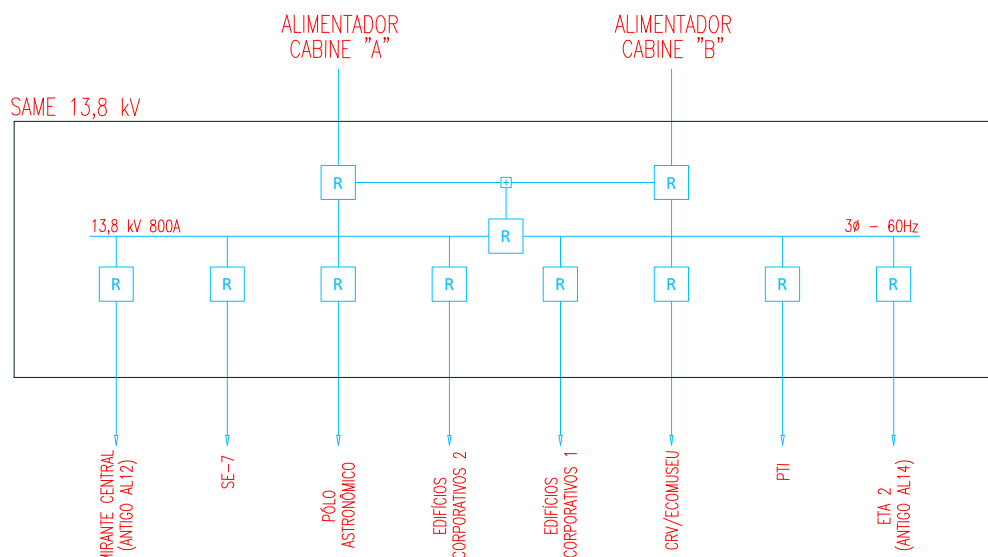 ALIMENTADOR
CABINE "A"
ALIMENTADOR
CABINE "B"
SAME 13,8 kV
R
R
13,8 kV 800A
R
3ø - 60Hz
R
R
R
R
R
R
R
R
MIRANTE CENTRAL
(ANTIGO AL12)
SE-7
PÓLO
ASTRONÔMICO
EDIFÍCIOS
CORPORATIVOS 2
EDIFÍCIOS
CORPORATIVOS 1
CRV/ECOMUSEU
PTI
ETA 2
(ANTIGO AL14)